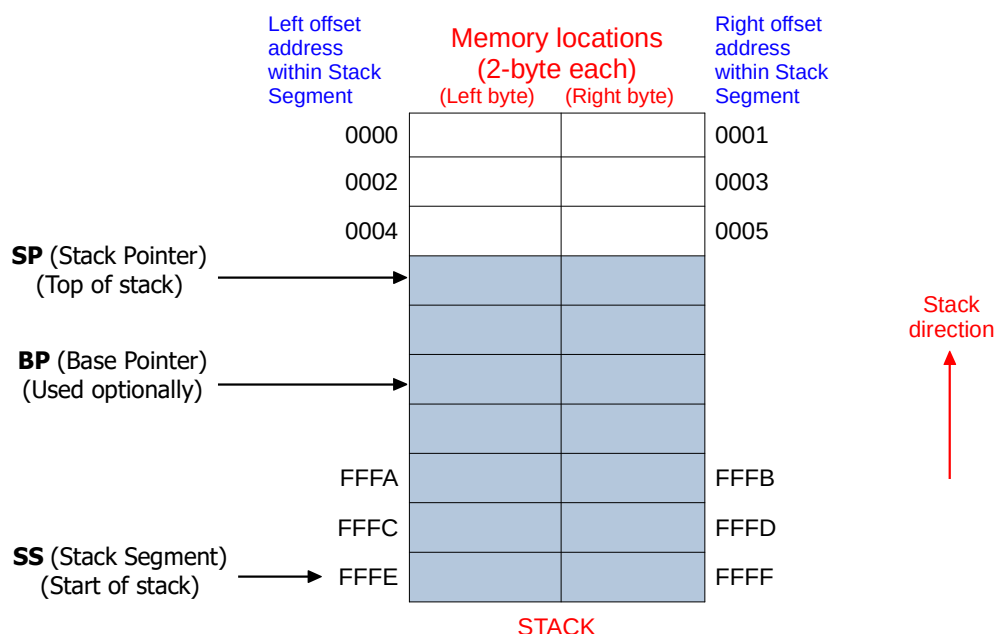 Left offset
address
within Stack
Segment
Memory locations
(2-byte each)
(Left byte) (Right byte)
Right offset
address
within Stack
Segment
0000 0001
0002 0003
0004 0005
SP (Stack Pointer)
(Top of stack)
Stack
direction
BP (Base Pointer)
(Used optionally)
FFFA FFFB
FFFC FFFD
SS (Stack Segment)
(Start of stack)
FFFE FFFF
STACK